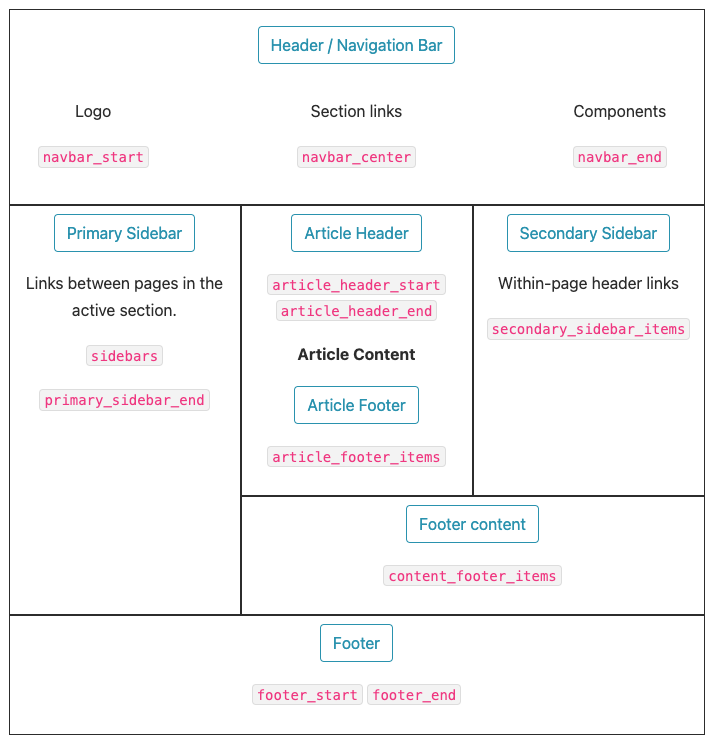 Header / Navigation Bar
Logo
navbar_start
Section links
navbar_center
Components
navbar_end
Primary Sidebar
Links between pages in the
active section.
sidebars
primary_sidebar_end
Article Header
article_header_start
article_header_end
Article Content
Article Footer
article_footer_items
Secondary Sidebar
Within-page header links
secondary_sidebar_items
Footer content
content_footer_items
Footer
footer_start footer_end